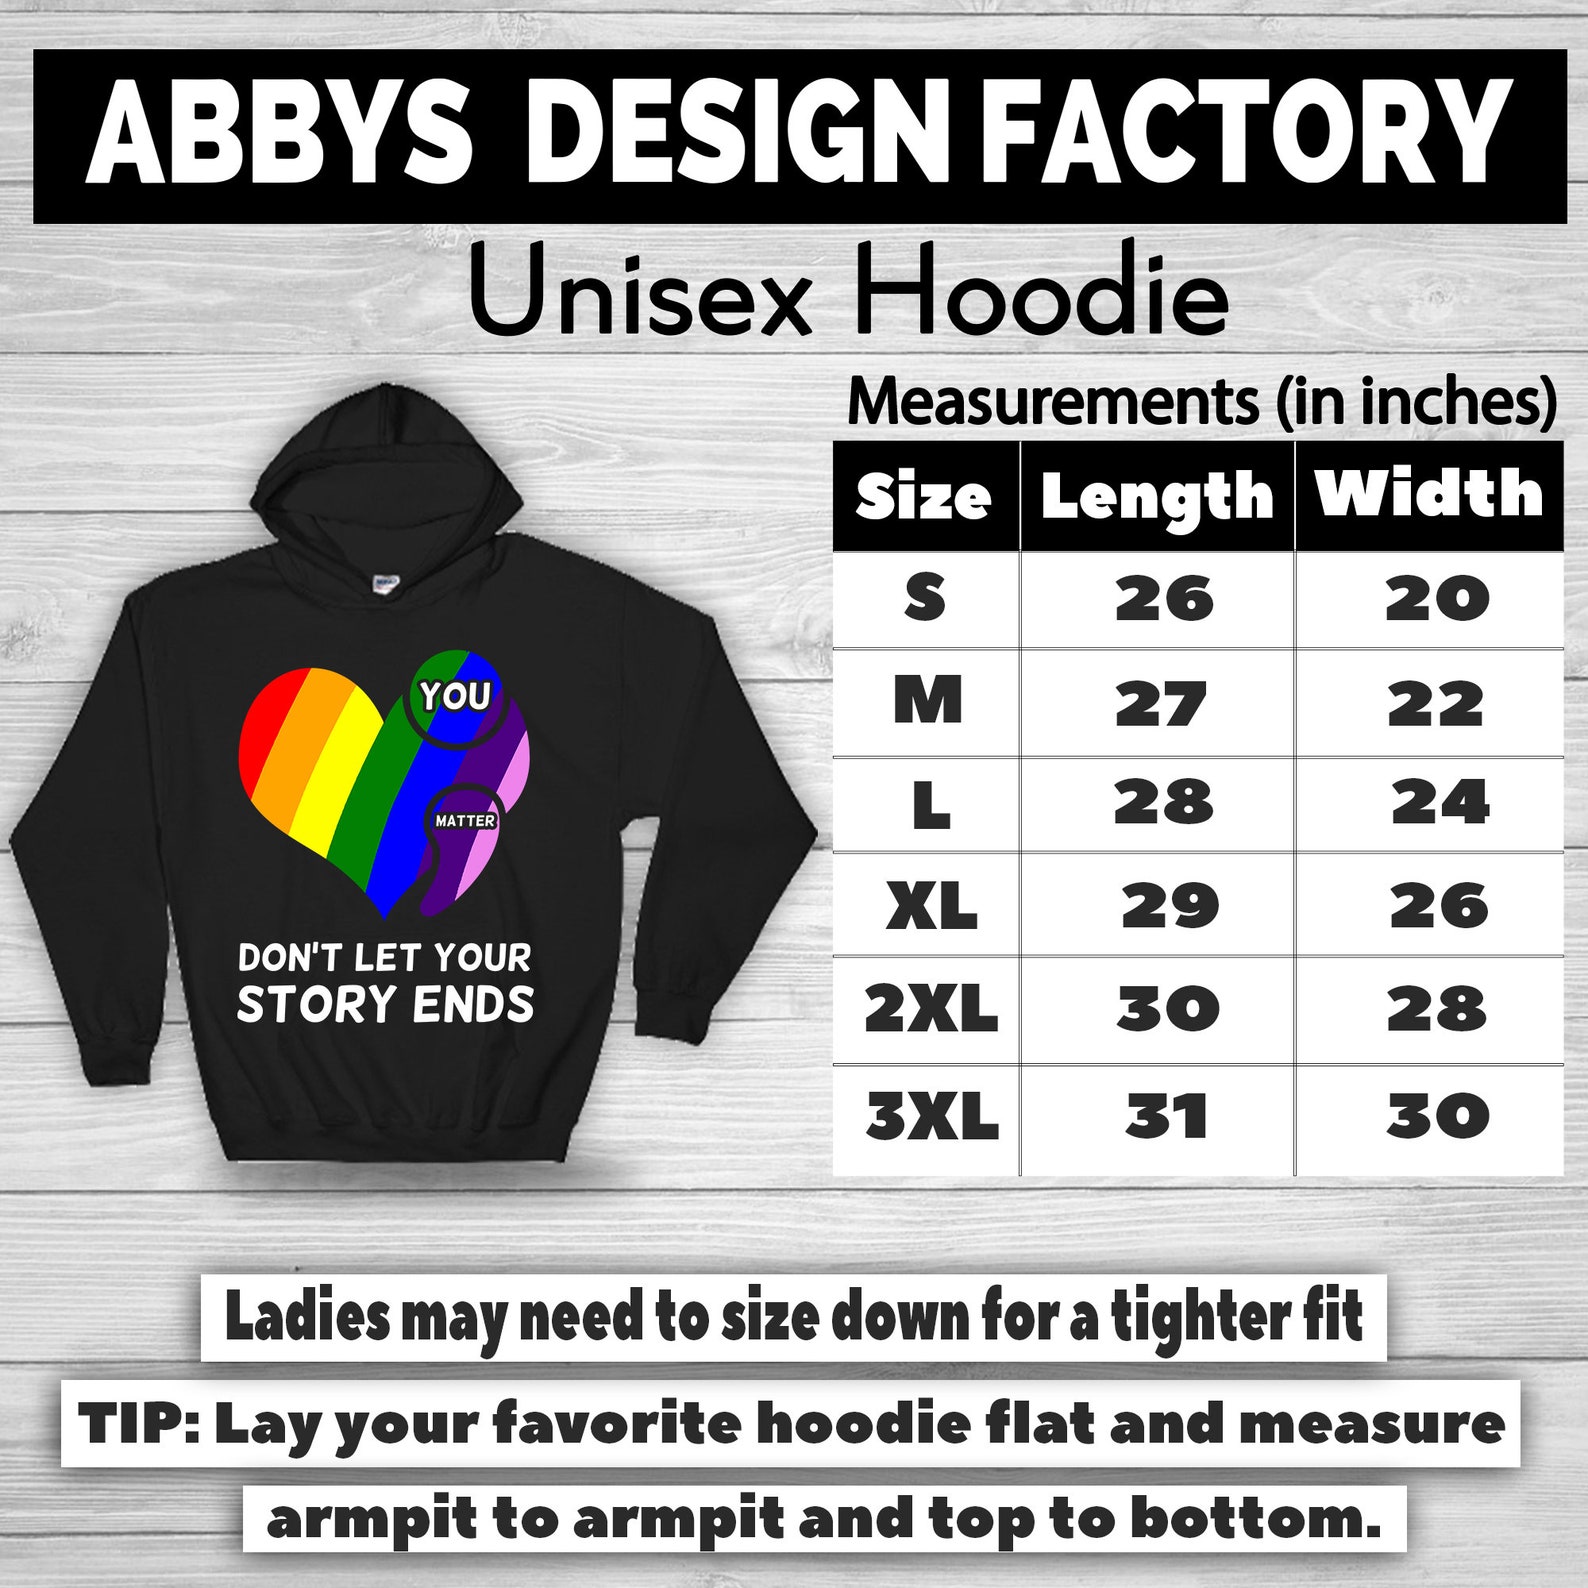 ABBYS DESIGN FACTORY
Unisex Hoodie
Measurements (in inches)
Size Length Width
S 26 20
M 27 22
L 28 24
XL 29 26
2XL 30 28
3XL 31 30
YOU
MATTER
DON'T LET YOUR
STORY ENDS
Ladies may need to size down for a tighter fit
TIP: Lay your favorite hoodie flat and measure
armpit to armpit and top to bottom.